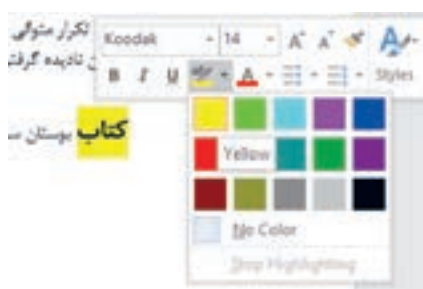 تکرار متوالی
ن نادیده گرفت
Koodak 14 A A
B I U A Styles
کتاب بوستان س
Yellow
No Color
Stop Highlighting